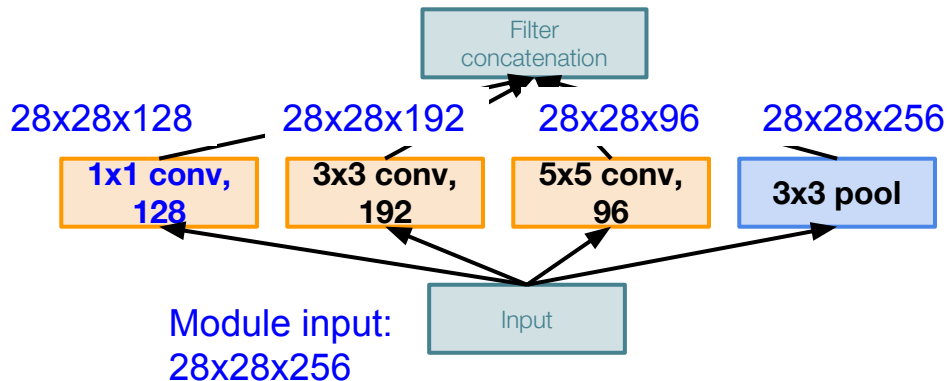 Filter
concatenation
28x28x128 28x28x192 28x28x96 28x28x256
1x1 conv,
128
3x3 conv,
192
5x5 conv,
96
3x3 pool
Input
Module input:
28x28x256